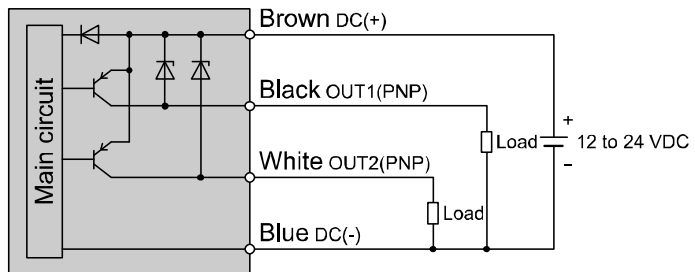 Main circuit
Brown DC(+)
Black OUT1(PNP)
White OUT2(PNP)
Blue DC(-)
Load
Load
+
12 to 24 VDC
−